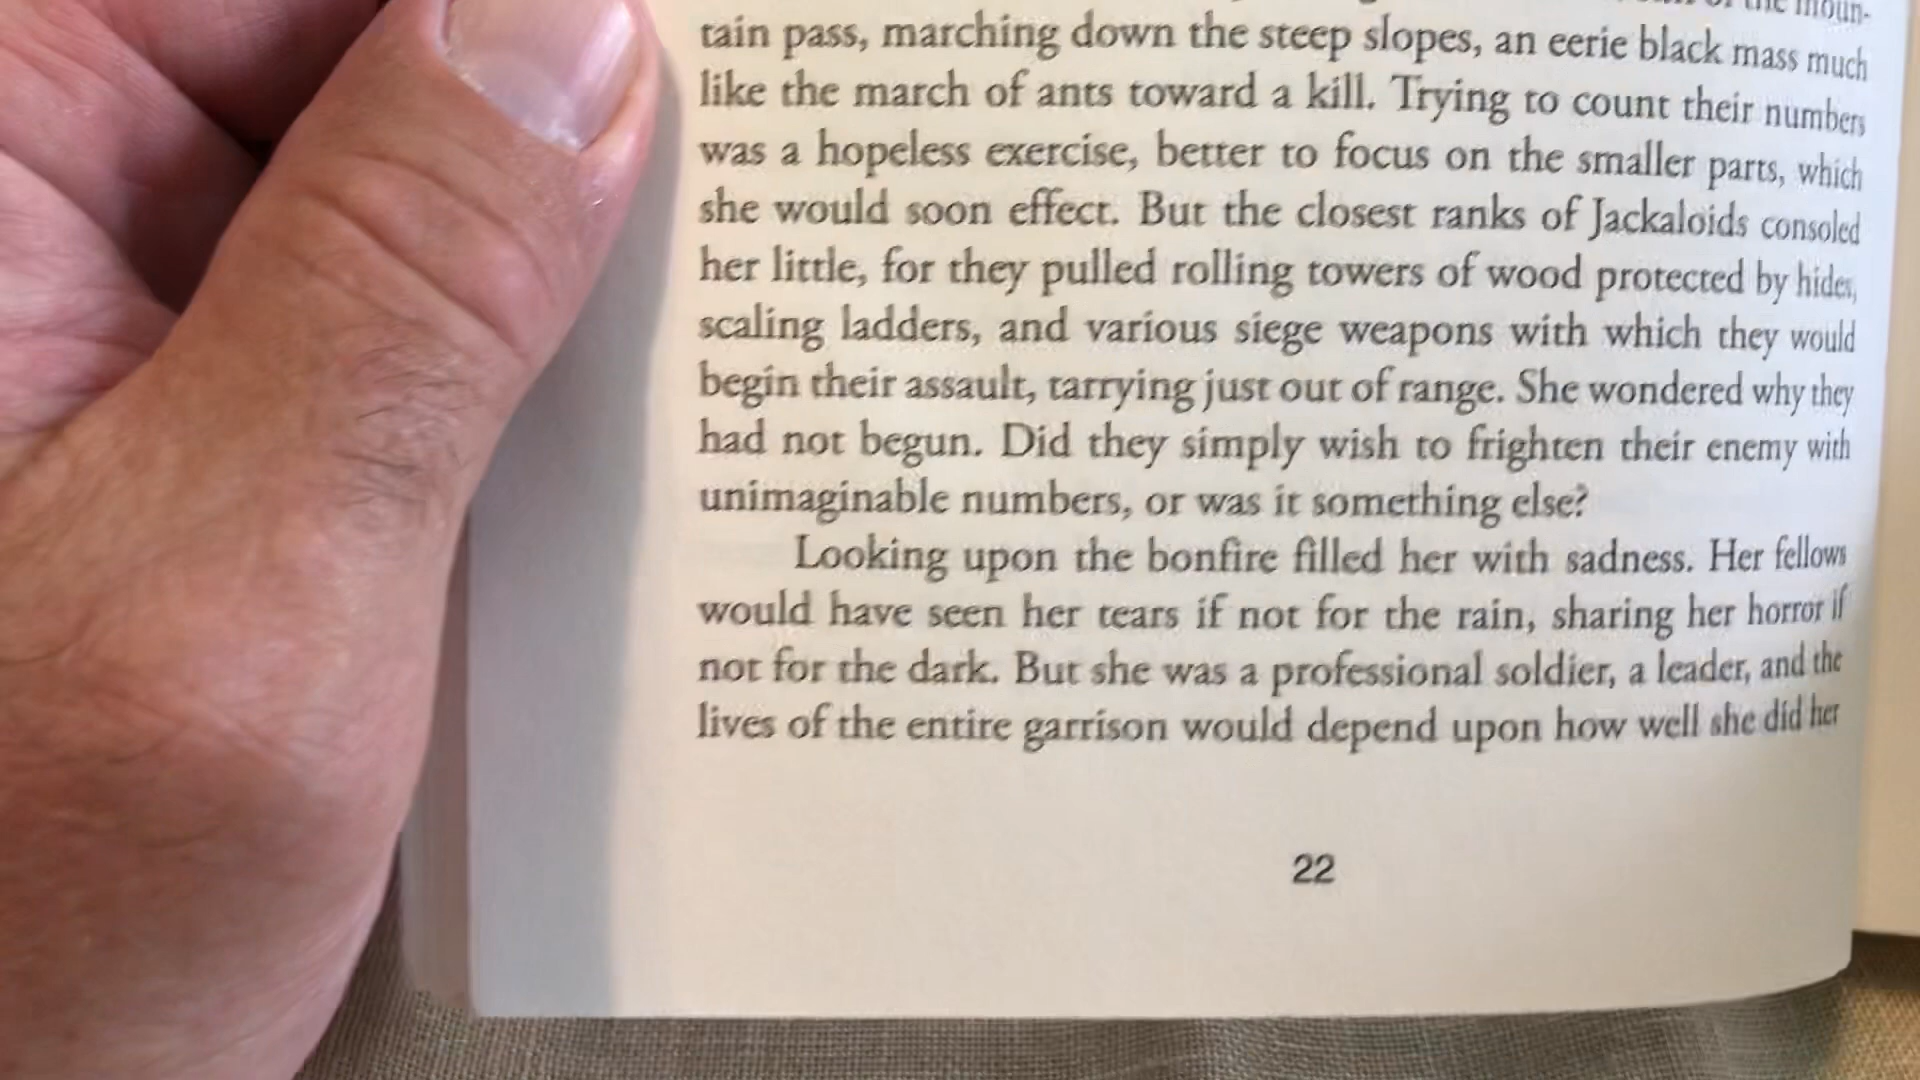 of the moun-
tain pass, marching down the steep slopes, an eerie black mass much
like the march of ants toward a kill. Trying to count their numbers
was a hopeless exercise, better to focus on the smaller parts, which
she would soon effect. But the closest ranks of Jackaloids consoled
her little, for they pulled rolling towers of wood protected by hides,
scaling ladders, and various siege weapons with which they would
begin their assault, tarrying just out of range. She wondered why they
had not begun. Did they simply wish to frighten their enemy with
unimaginable numbers, or was it something else?
Looking upon the bonfire filled her with sadness. Her fellows
would have seen her tears if not for the rain, sharing her horror if
not for the dark. But she was a professional soldier, a leader, and the
lives of the entire garrison would depend upon how well she did her
22